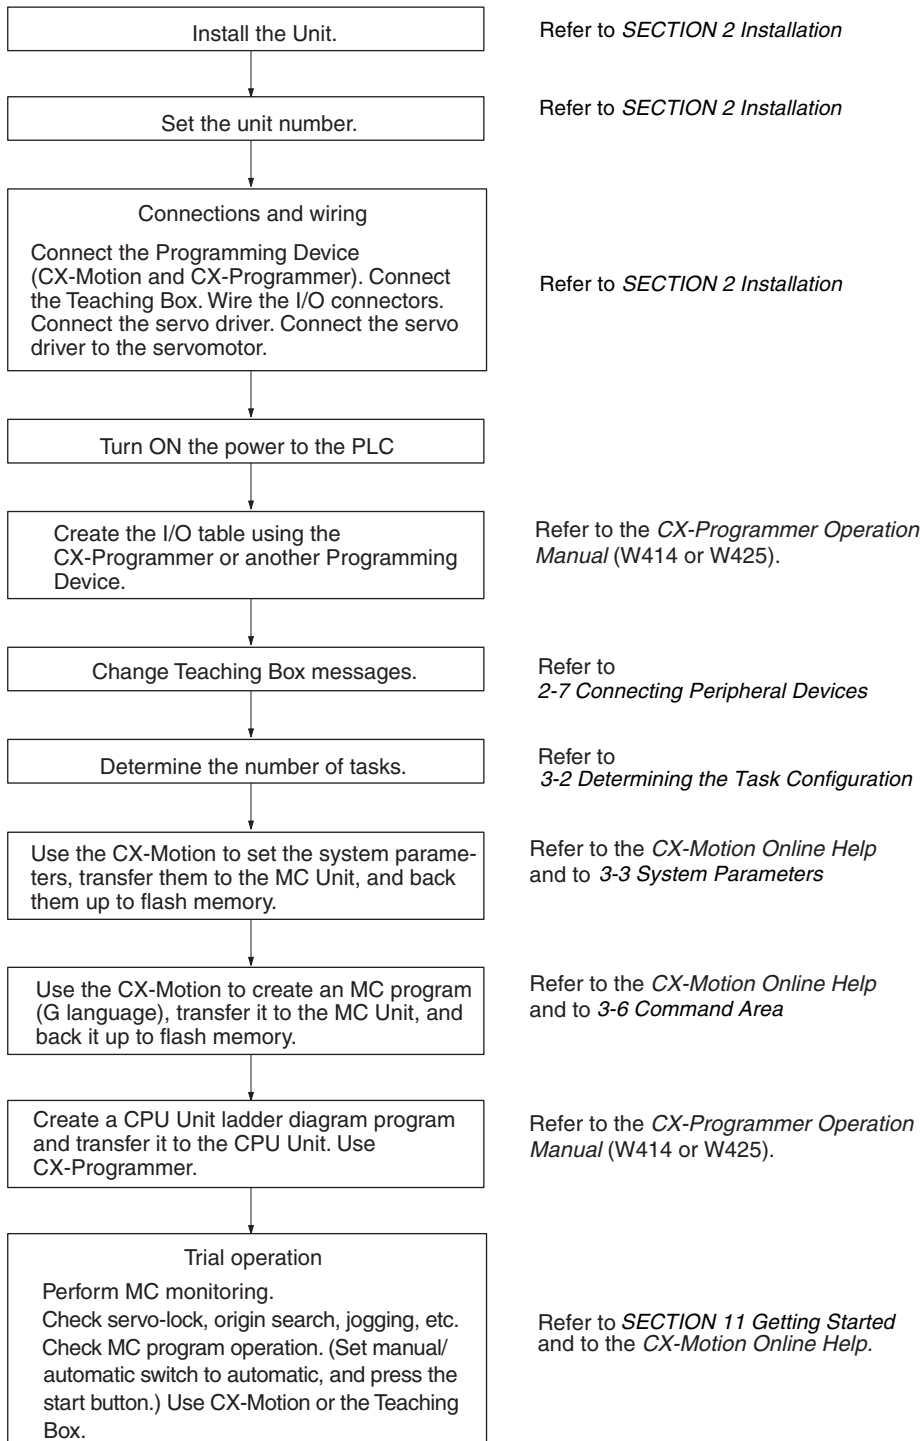 Install the Unit.
Refer to SECTION 2 Installation
Set the unit number.
Refer to SECTION 2 Installation
Connections and wiring
Connect the Programming Device
(CX-Motion and CX-Programmer). Connect
the Teaching Box. Wire the I/O connectors.
Connect the servo driver. Connect the servo
driver to the servomotor.
Refer to SECTION 2 Installation
Turn ON the power to the PLC
Create the I/O table using the
CX-Programmer or another Programming
Device.
Refer to the CX-Programmer Operation
Manual (W414 or W425).
Change Teaching Box messages.
Refer to
2-7 Connecting Peripheral Devices
Determine the number of tasks.
Refer to
3-2 Determining the Task Configuration
Use the CX-Motion to set the system parame-
ters, transfer them to the MC Unit, and back
them up to flash memory.
Refer to the CX-Motion Online Help
and to 3-3 System Parameters
Use the CX-Motion to create an MC program
(G language), transfer it to the MC Unit, and
back it up to flash memory.
Refer to the CX-Motion Online Help
and to 3-6 Command Area
Create a CPU Unit ladder diagram program
and transfer it to the CPU Unit. Use
CX-Programmer.
Refer to the CX-Programmer Operation
Manual (W414 or W425).
Trial operation
Perform MC monitoring.
Check servo-lock, origin search, jogging, etc.
Check MC program operation. (Set manual/
automatic switch to automatic, and press the
start button.) Use CX-Motion or the Teaching
Box.
Refer to SECTION 11 Getting Started
and to the CX-Motion Online Help.